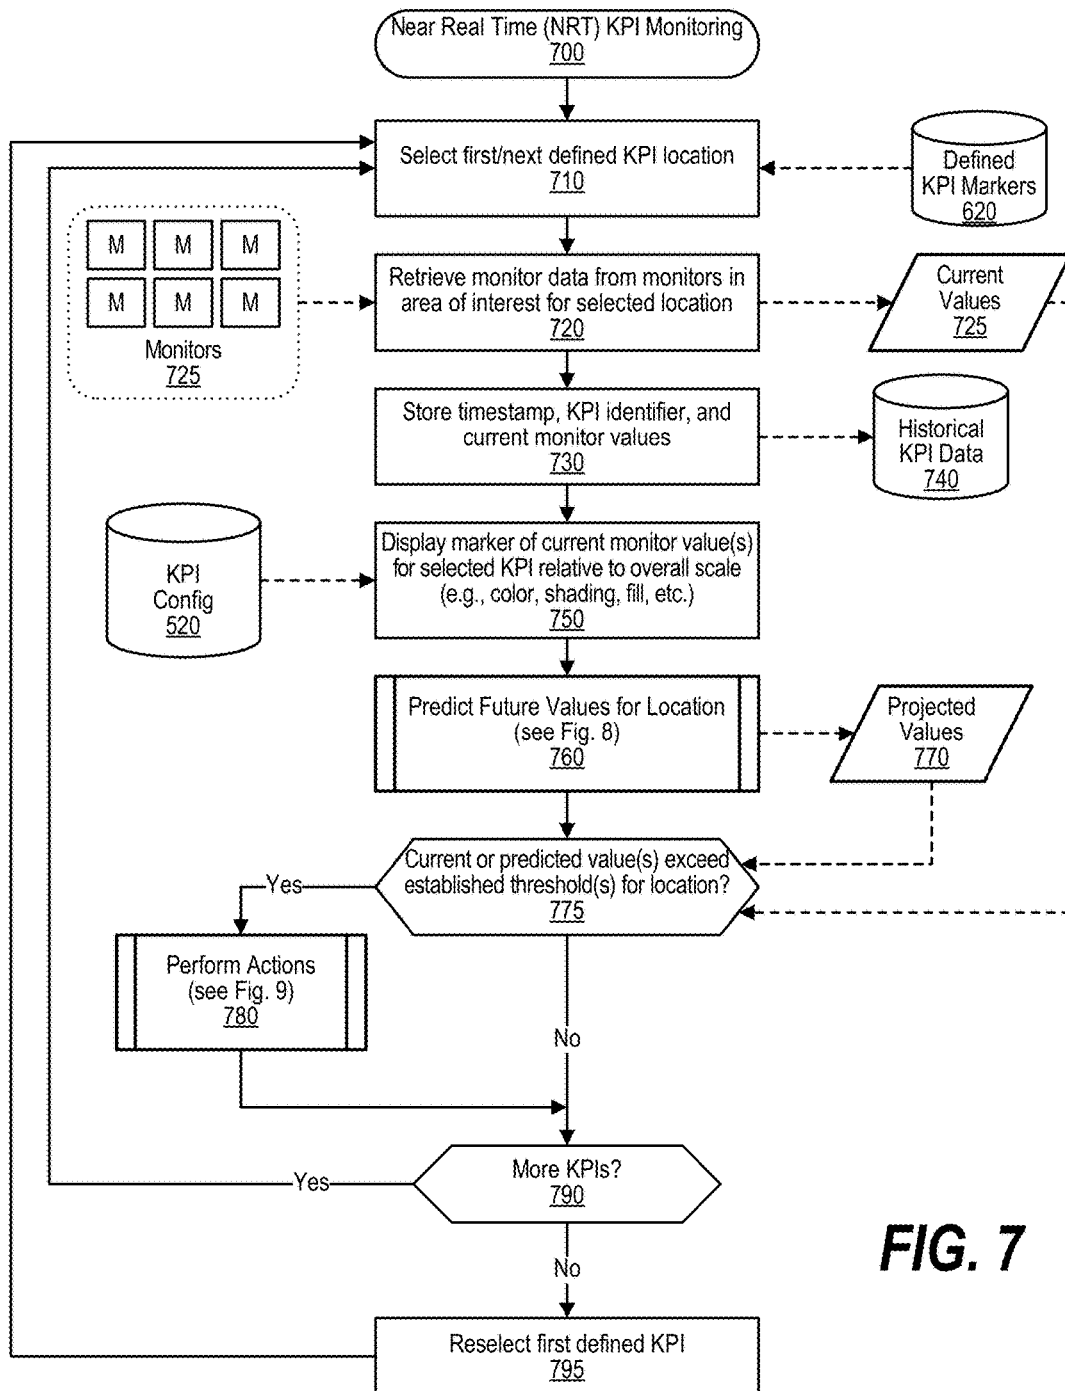 Near Real Time (NRT) KPI Monitoring
700
Select first/next defined KPI location
710
Defined
KPI Markers
620
M M M
M M M
Monitors
725
Retrieve monitor data from monitors in
area of interest for selected location
720
Current
Values
725
Store timestamp, KPI identifier, and
current monitor values
730
Historical
KPI Data
740
KPI
Config
520
Display marker of current monitor value(s)
for selected KPI relative to overall scale
(e.g., color, shading, fill, etc.)
750
Predict Future Values for Location
(see Fig. 8)
760
Projected
Values
770
Current or predicted value(s) exceed
established threshold(s) for location?
775
Yes
Perform Actions
(see Fig. 9)
780
No
More KPIs?
790
Yes
No
FIG. 7
Reselect first defined KPI
795